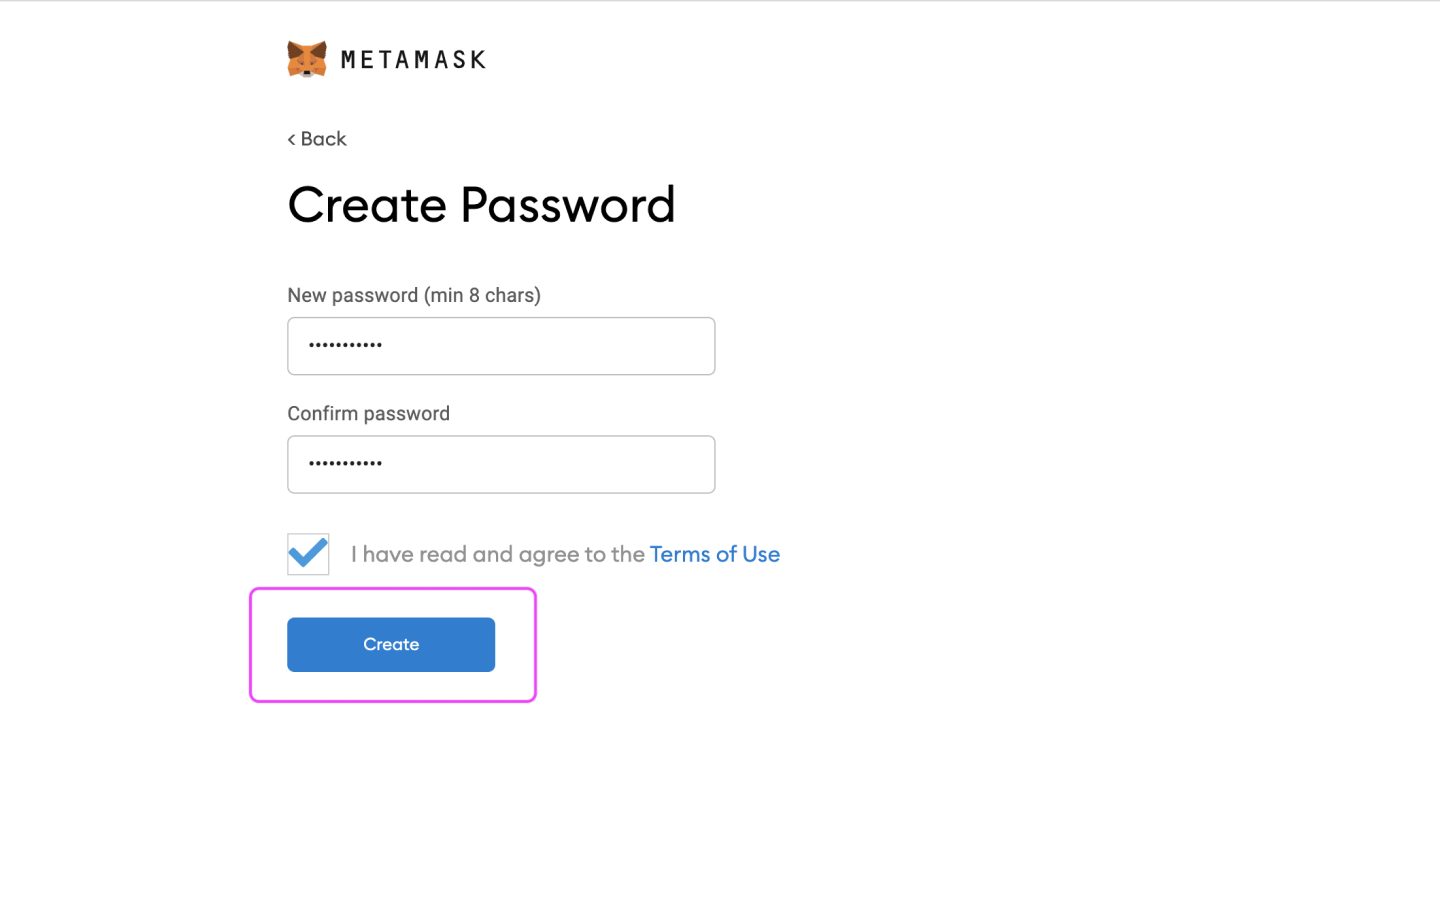 METAMASK
< Back
Create Password
New password (min 8 chars)
•••••••••••
Confirm password
•••••••••••
I have read and agree to the Terms of Use
Create